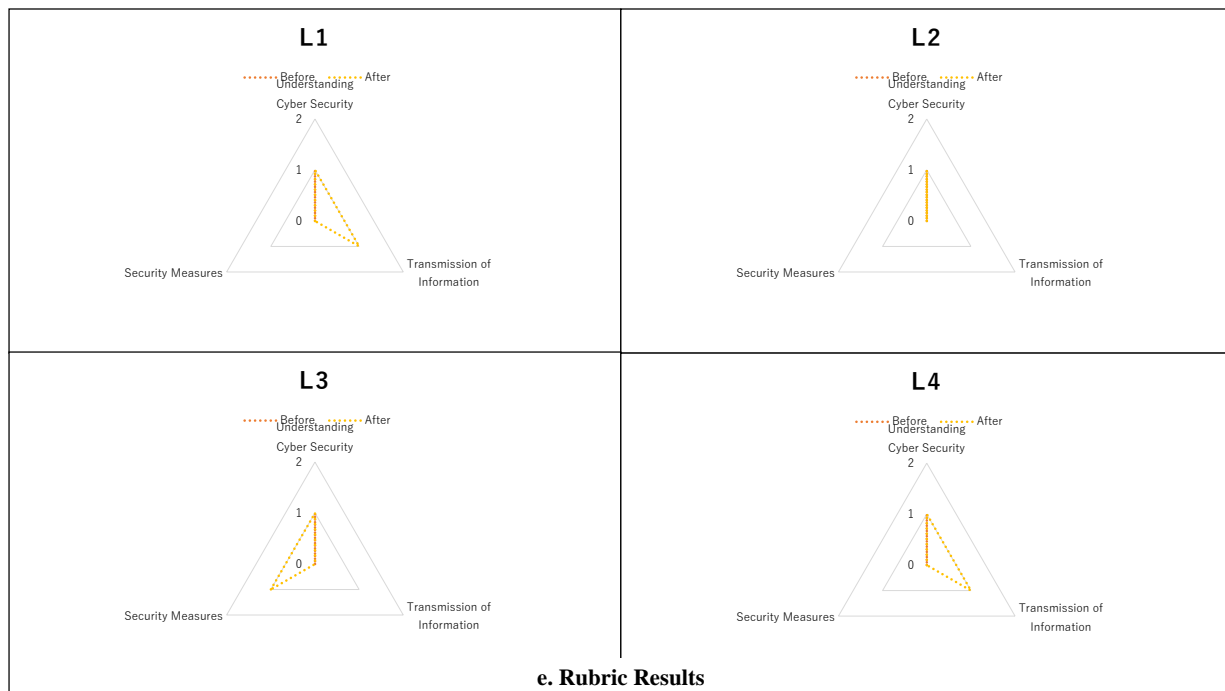 L1
Before After
Understanding
Cyber Security
2
1
0
Security Measures
Transmission of
Information
L2
Before After
Understanding
Cyber Security
2
1
0
Security Measures
Transmission of
Information
L3
Before After
Understanding
Cyber Security
2
1
0
Security Measures
Transmission of
Information
L4
Before After
Understanding
Cyber Security
2
1
0
Security Measures
Transmission of
Information
e. Rubric Results